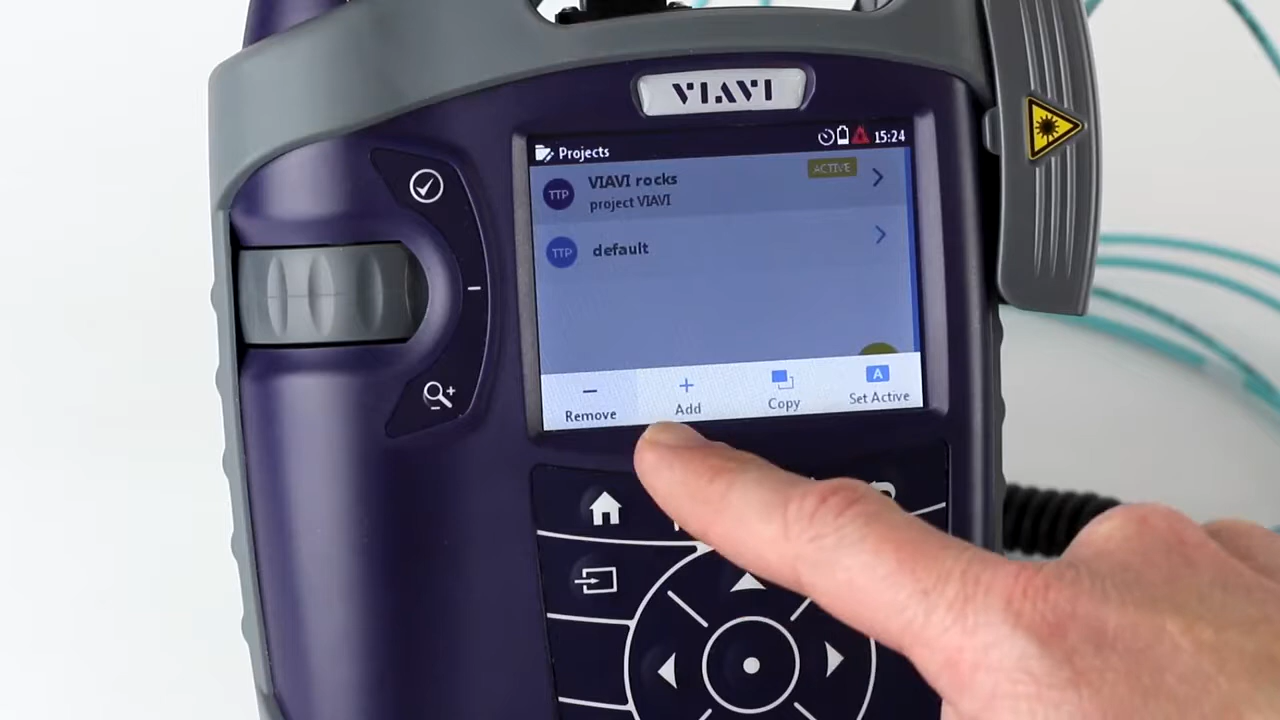 VIAVI
Projects
15:24
TTP
VIAVI rocks
ACTIVE
project VIAVI
TTP
default
Remove
Add
Copy
A
Set Active